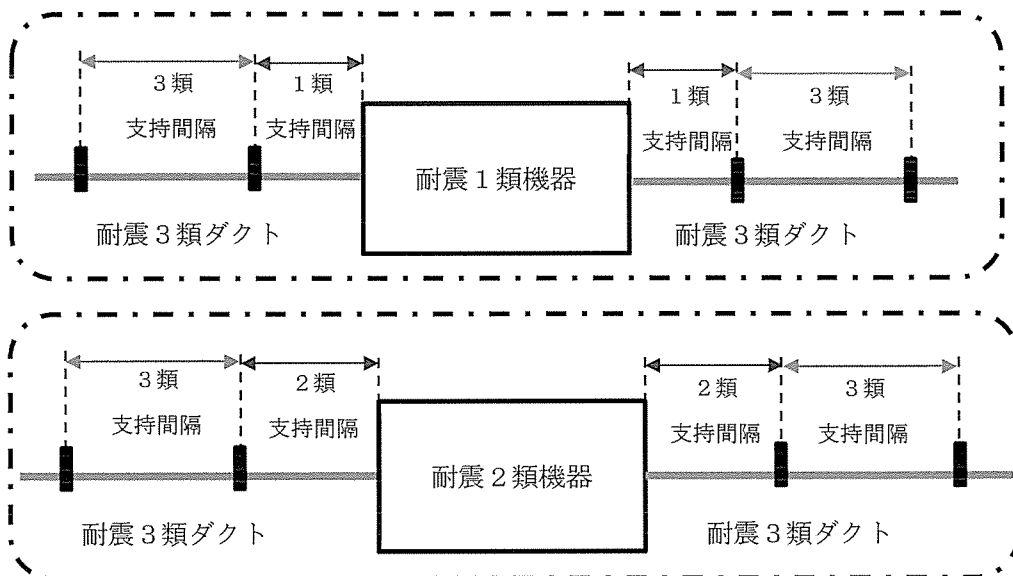 3類
支持間隔
1類
支持間隔
1類
支持間隔
3類
支持間隔
耐震1類機器
耐震3類ダクト
耐震3類ダクト
3類
支持間隔
2類
支持間隔
2類
支持間隔
3類
支持間隔
耐震2類機器
耐震3類ダクト
耐震3類ダクト